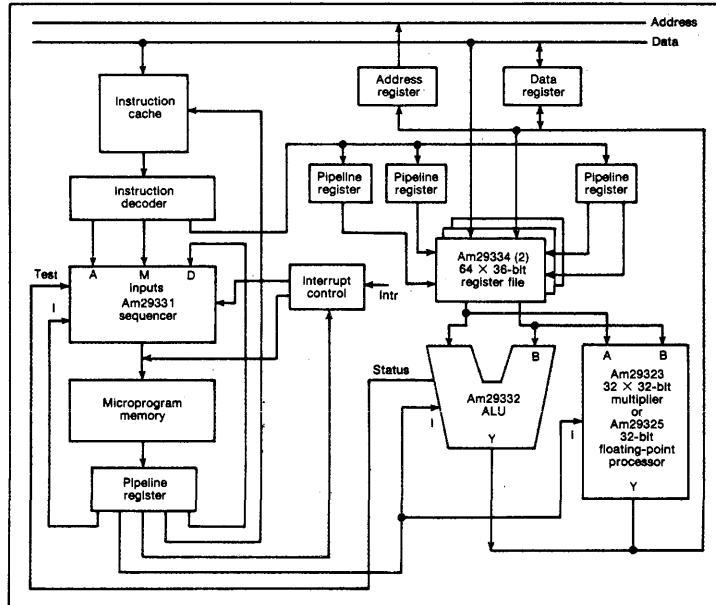 Address
Data
Instruction
cache
Address
register
Data
register
Instruction
decoder
Pipeline
register
Pipeline
register
Pipeline
register
Test
A
M
D
Inputs
Am29331
sequencer
I
Interrupt
control
Intr
Am29334 (2)
64 × 36-bit
register file
Status
B
Am29332
ALU
I
Y
A
B
Am29323
32 × 32-bit
multiplier
or
Am29325
32-bit
floating-point
processor
I
Y
Microprogram
memory
Pipeline
register